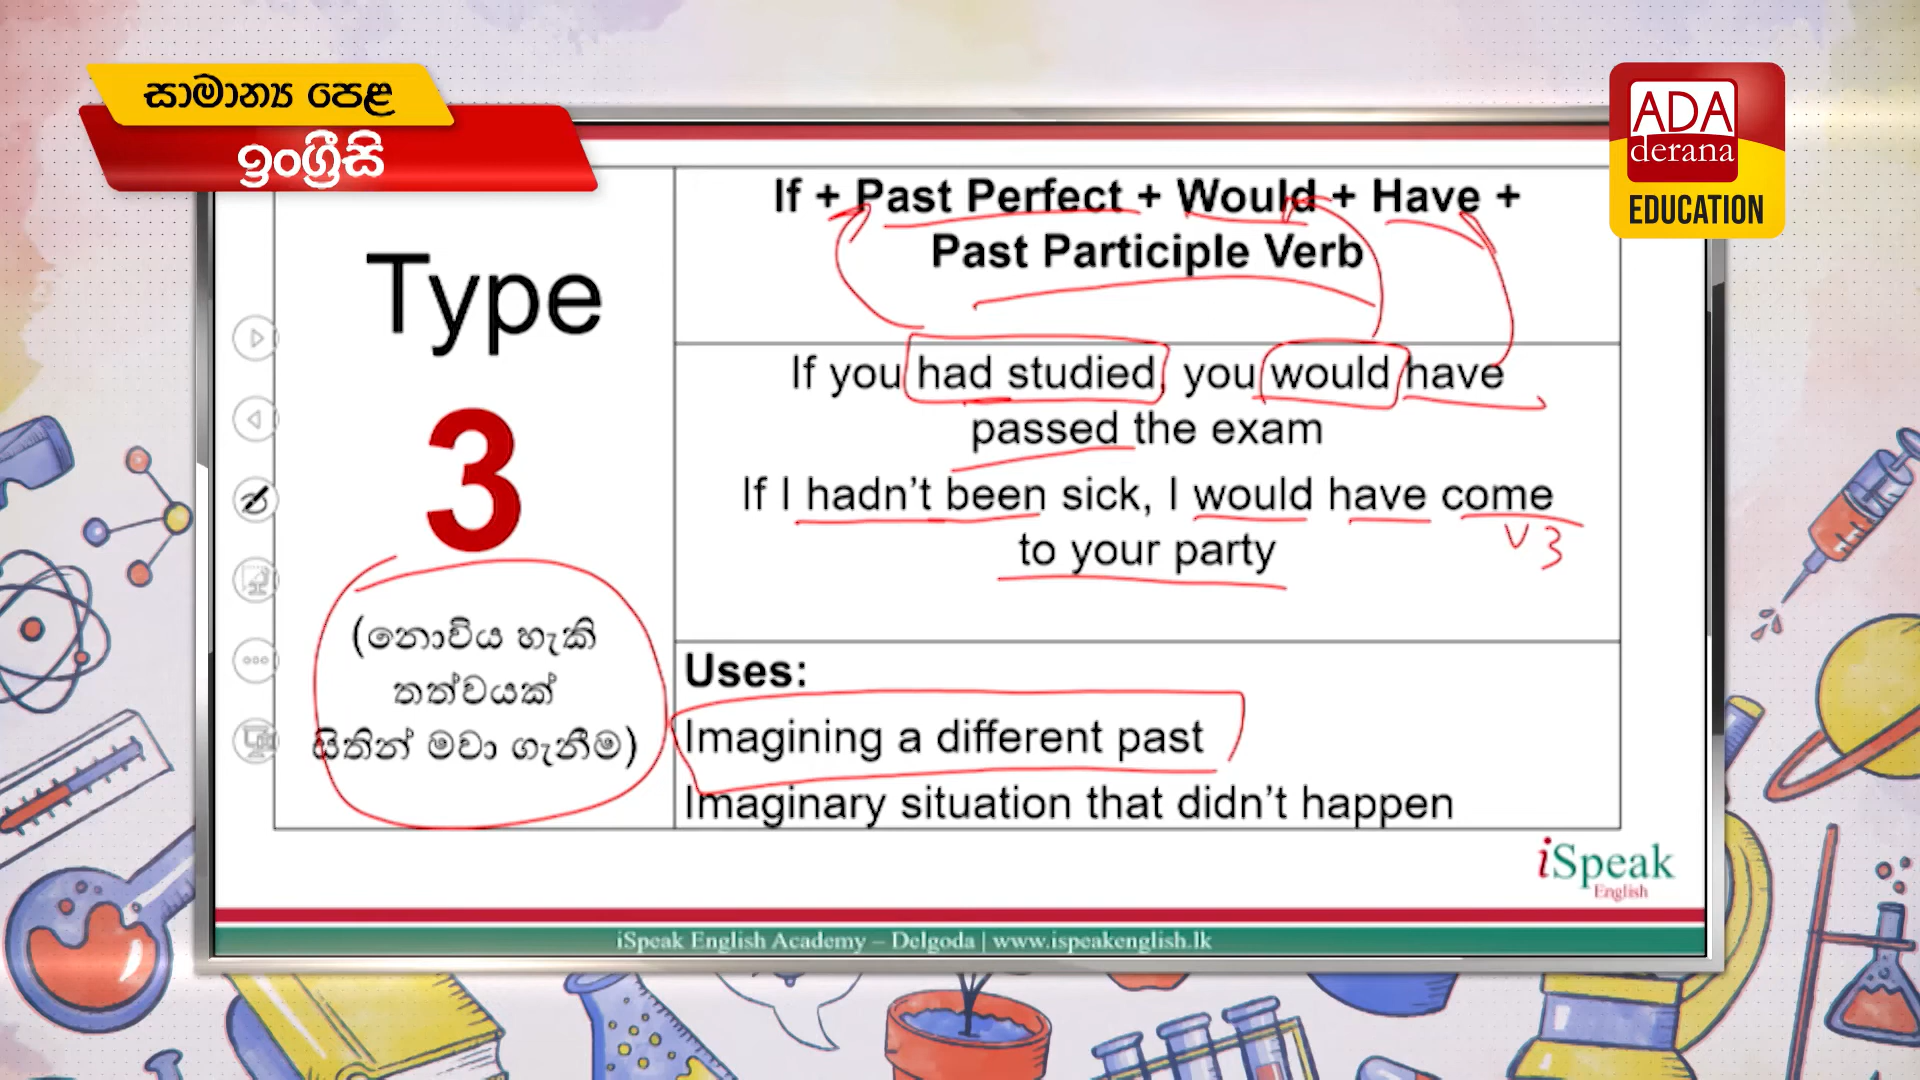 සාමාන්‍ය පෙළ
ඉංග්‍රීසි
ADA
derana
EDUCATION
Type
3
(නොවිය හැකි
තත්වයක්
සිතින් මවා ගැනීම)
If + Past Perfect + Would + Have +
Past Participle Verb
If you had studied, you would have
passed the exam
If I hadn’t been sick, I would have come
to your party
V3
Uses:
Imagining a different past
Imaginary situation that didn’t happen
iSpeak
English
iSpeak English Academy – Delgoda | www.ispeakenglish.lk